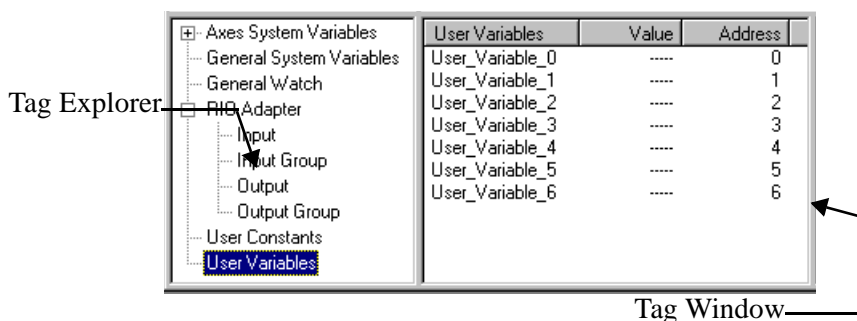 Axes System Variables
General System Variables
General Watch
RIO Adapter
Input
Input Group
Output
Output Group
User Constants
User Variables
User Variables Value Address
User_Variable_0 ----- 0
User_Variable_1 ----- 1
User_Variable_2 ----- 2
User_Variable_3 ----- 3
User_Variable_4 ----- 4
User_Variable_5 ----- 5
User_Variable_6 ----- 6
Tag Explorer
Tag Window